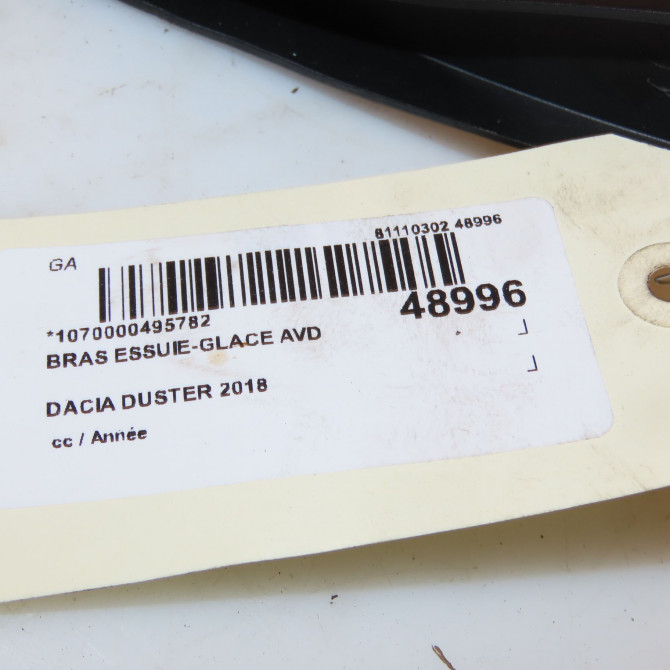 GA
81110302 48996
*1070000495782
48996
BRAS ESSUIE-GLACE AVD
DACIA DUSTER 2018
cc / Année